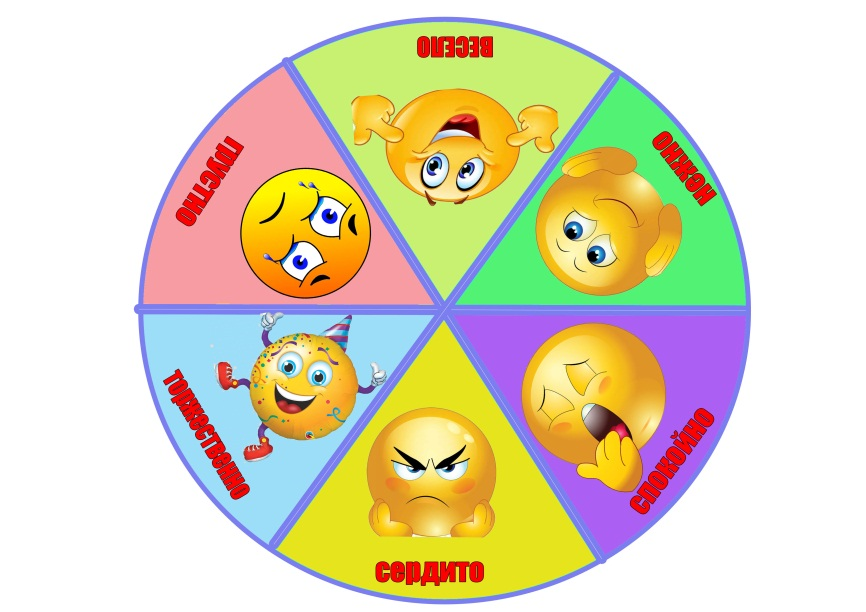 весело
нежно
спокойно
сердито
торжественно
грустно